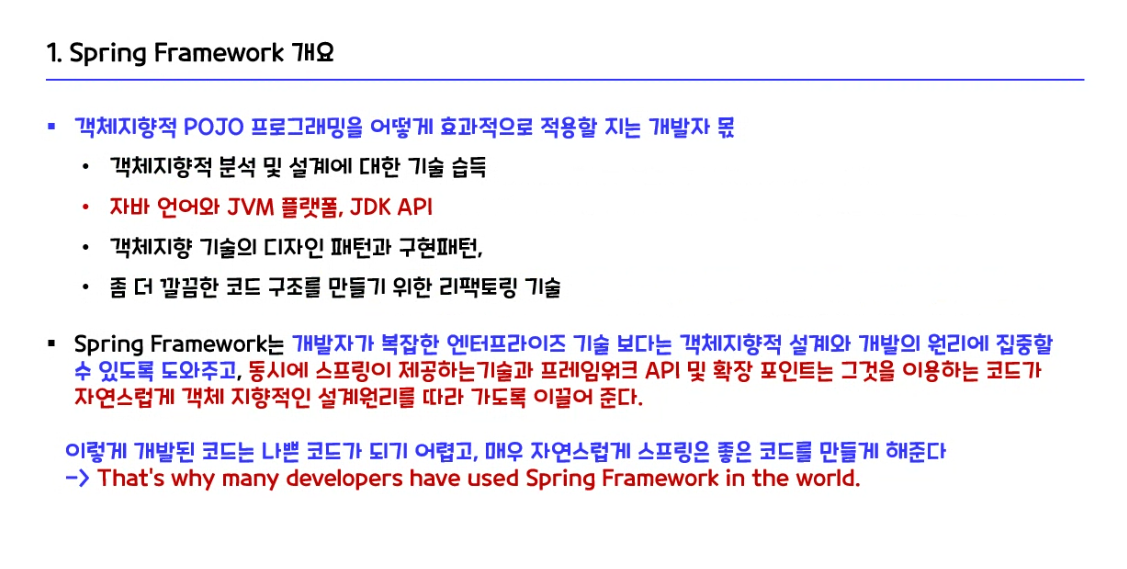 1. Spring Framework 개요
▪ 객체지향적 POJO 프로그래밍을 어떻게 효과적으로 적용할 지는 개발자 몫
• 객체지향적 분석 및 설계에 대한 기술 습득
• 자바 언어와 JVM 플랫폼, JDK API
• 객체지향 기술의 디자인 패턴과 구현패턴,
• 좀 더 깔끔한 코드 구조를 만들기 위한 리팩토링 기술
▪ Spring Framework는 개발자가 복잡한 엔터프라이즈 기술 보다는 객체지향적 설계와 개발의 원리에 집중할
수 있도록 도와주고, 동시에 스프링이 제공하는기술과 프레임워크 API 및 확장 포인트는 그것을 이용하는 코드가
자연스럽게 객체 지향적인 설계원리를 따라 가도록 이끌어 준다.
이렇게 개발된 코드는 나쁜 코드가 되기 어렵고, 매우 자연스럽게 스프링은 좋은 코드를 만들게 해준다
-> That's why many developers have used Spring Framework in the world.